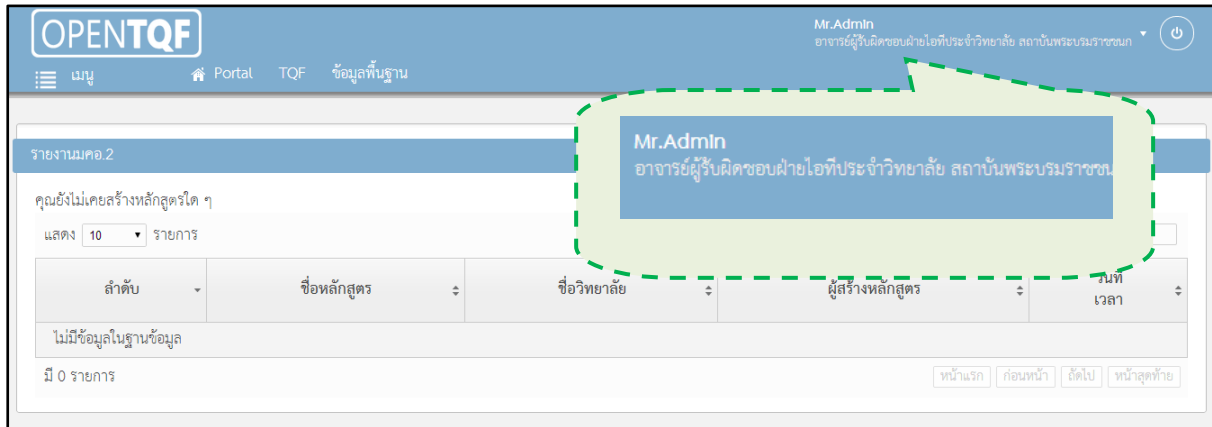 OPENTQF
Mr.Admin
อาจารย์ผู้รับผิดชอบฝ่ายไอทีประจำวิทยาลัย สถาบันพระบรมราชชนก
เมนู Portal TQF ข้อมูลพื้นฐาน
Mr.Admin
อาจารย์ผู้รับผิดชอบฝ่ายไอทีประจำวิทยาลัย สถาบันพระบรมราชชน
รายงานมคอ.2
คุณยังไม่เคยสร้างหลักสูตรใด ๆ
แสดง 10 รายการ
ลำดับ ชื่อหลักสูตร ชื่อวิทยาลัย ผู้สร้างหลักสูตร วันที่
เวลา
ไม่มีข้อมูลในฐานข้อมูล
มี 0 รายการ หน้าแรก ก่อนหน้า ถัดไป หน้าสุดท้าย